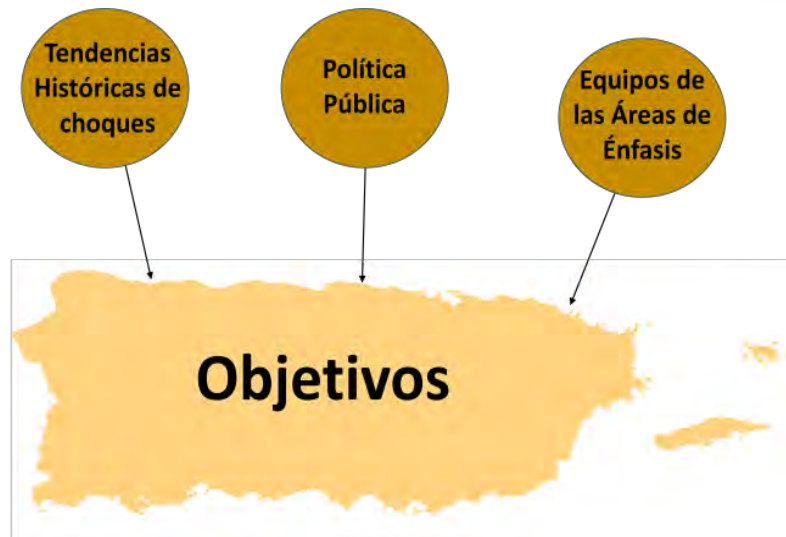 Tendencias
Históricas de
choques
Política
Pública
Equipos de
las Áreas de
Énfasis
Objetivos